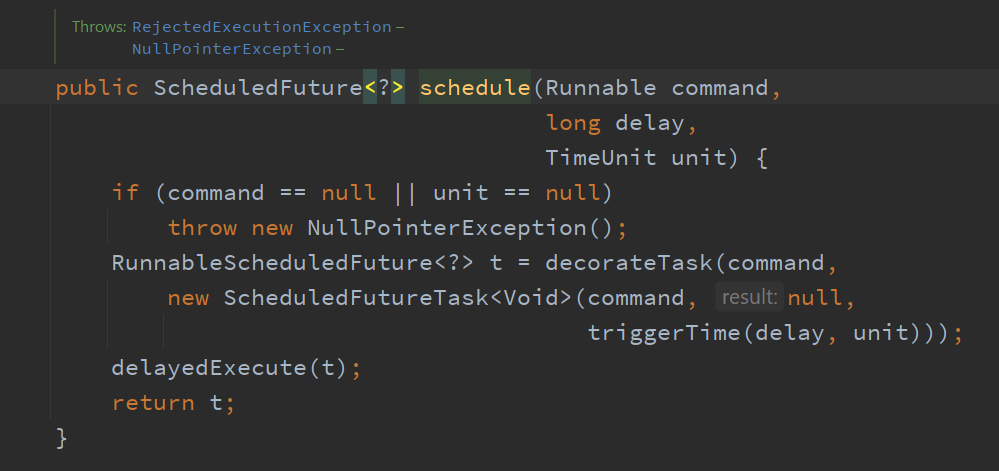 Throws: RejectedExecutionException –
NullPointerException –
public ScheduledFuture<?> schedule(Runnable command,
long delay,
TimeUnit unit) {
if (command == null || unit == null)
throw new NullPointerException();
RunnableScheduledFuture<?> t = decorateTask(command,
new ScheduledFutureTask<Void>(command, result: null,
triggerTime(delay, unit)));
delayedExecute(t);
return t;
}